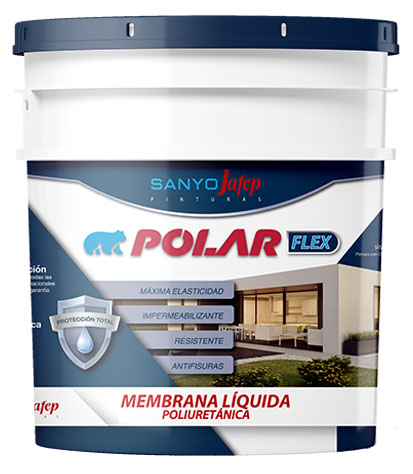 SANYO Jafep
PINTURAS
POLAR FLEX
MÁXIMA ELASTICIDAD
IMPERMEABILIZANTE
RESISTENTE
ANTIFISURAS
PROTECCIÓN TOTAL
MEMBRANA LÍQUIDA
POLIURETÁNICA